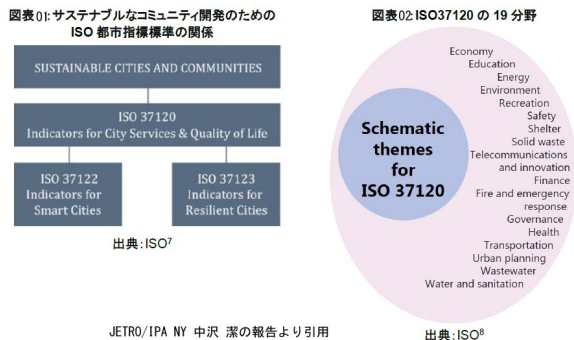 図表01:サステナブルなコミュニティ開発のための
ISO 都市指標標準の関係
SUSTAINABLE CITIES AND COMMUNITIES
ISO 37120
Indicators for City Services & Quality of Life
ISO 37122
Indicators for
Smart Cities
ISO 37123
Indicators for
Resilient Cities
出典:ISO⁷
図表02:ISO37120 の 19 分野
Schematic
themes
for
ISO 37120
Economy
Education
Energy
Environment
Recreation
Safety
Shelter
Solid waste
Telecommunications
and innovation
Finance
Fire and emergency
response
Governance
Health
Transportation
Urban planning
Wastewater
Water and sanitation
出典:ISO⁸
JETRO/IPA NY 中沢 潔の報告より引用